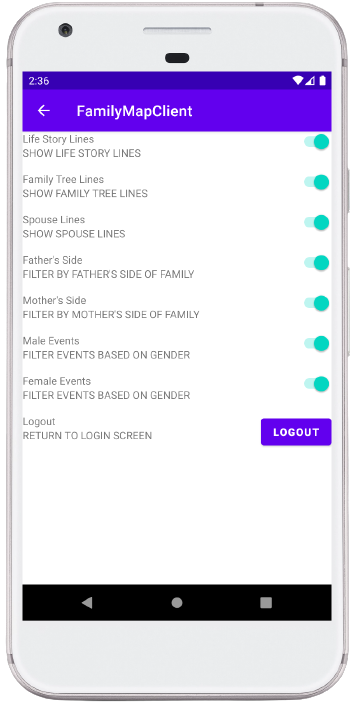 2:36
FamilyMapClient
Life Story Lines
SHOW LIFE STORY LINES
Family Tree Lines
SHOW FAMILY TREE LINES
Spouse Lines
SHOW SPOUSE LINES
Father's Side
FILTER BY FATHER'S SIDE OF FAMILY
Mother's Side
FILTER BY MOTHER'S SIDE OF FAMILY
Male Events
FILTER EVENTS BASED ON GENDER
Female Events
FILTER EVENTS BASED ON GENDER
Logout
RETURN TO LOGIN SCREEN
LOGOUT